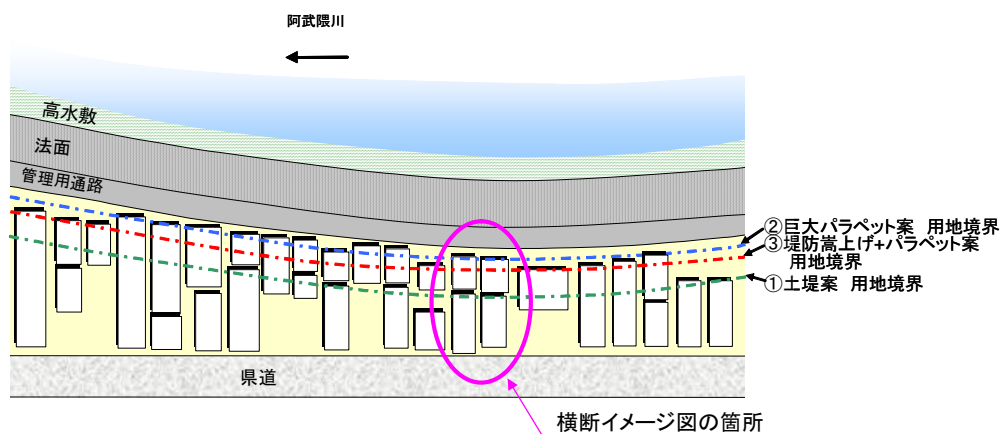 阿武隈川
高水敷
法面
管理用通路
②巨大パラペット案 用地境界
③堤防嵩上げ+パラペット案
用地境界
①土堤案 用地境界
県道
横断イメージ図の箇所